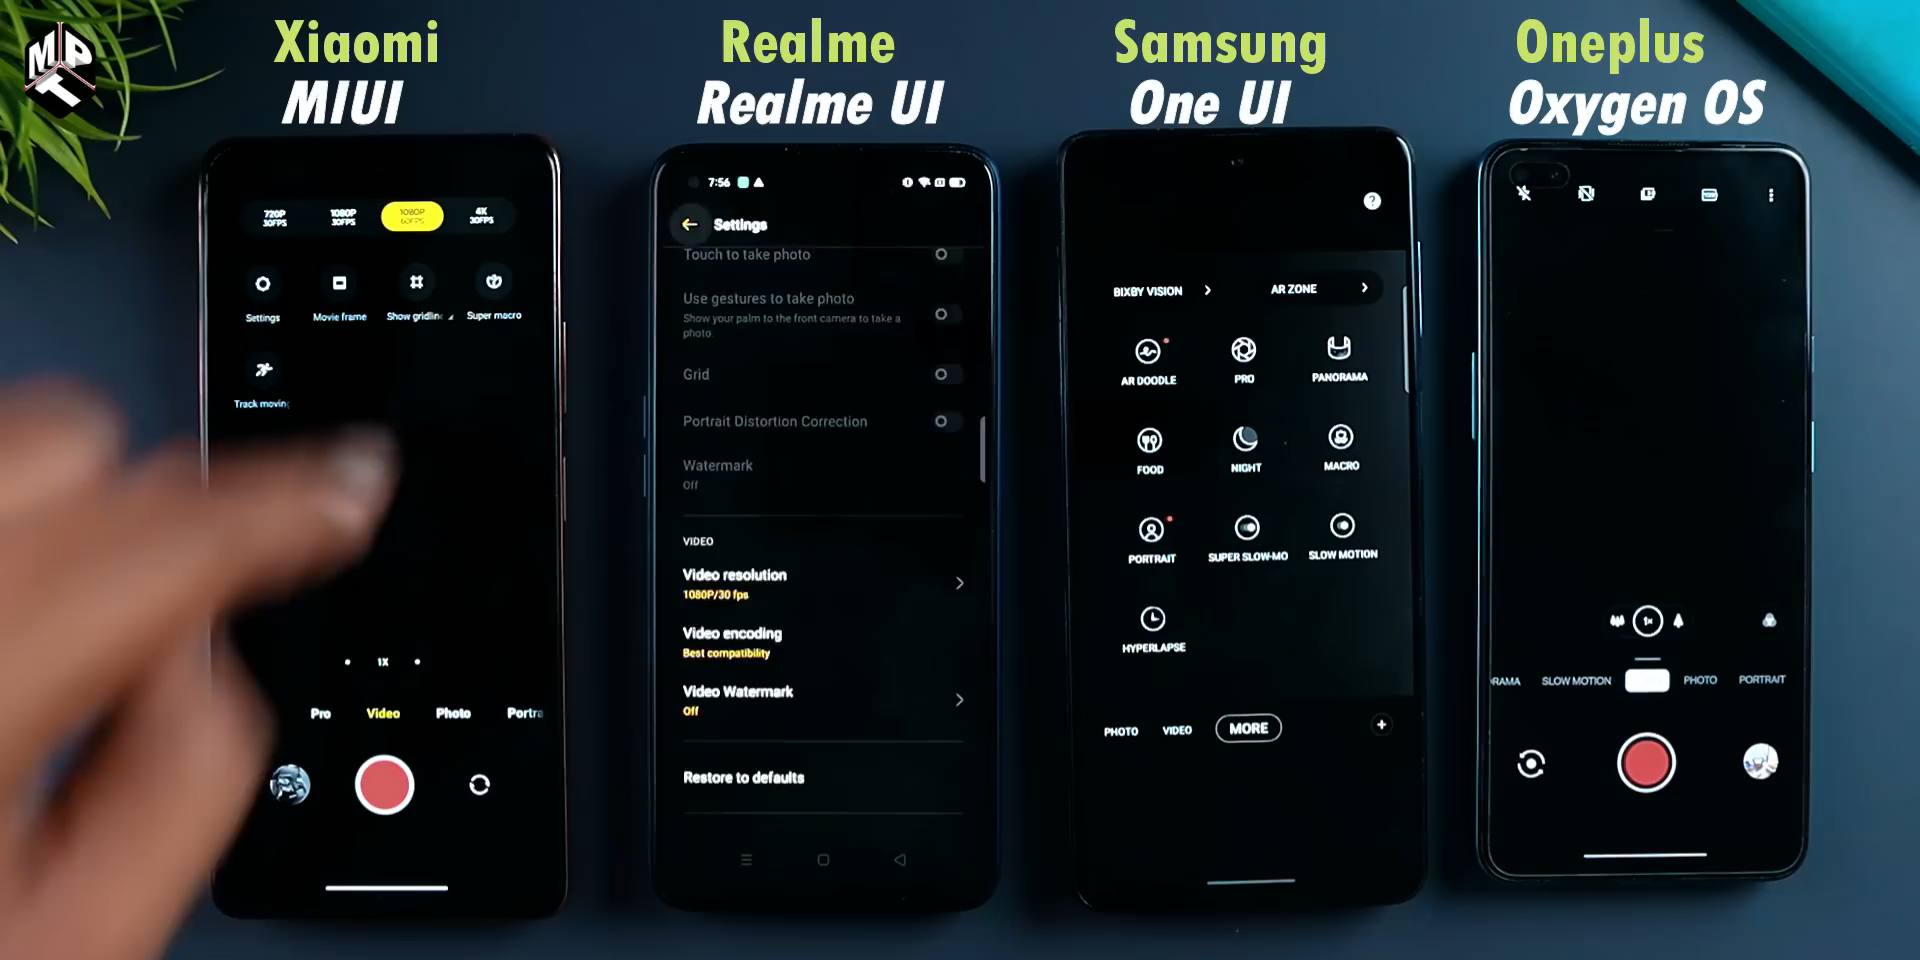 MPT
Xiaomi
MIUI
Realme
Realme UI
Samsung
One UI
Oneplus
Oxygen OS
720P
30FPS
1080P
30FPS
1080P
60FPS
4K
30FPS
Settings
Movie frame
Show gridlin
Super macro
Track moving
1X
Pro
Video
Photo
Portra
7:56
Settings
Touch to take photo
Use gestures to take photo
Show your palm to the front camera to take a
photo.
Grid
Portrait Distortion Correction
Watermark
Off
VIDEO
Video resolution
1080P/30 fps
Video encoding
Best compatibility
Video Watermark
Off
Restore to defaults
?
BIXBY VISION
AR ZONE
AR DOODLE
PRO
PANORAMA
FOOD
NIGHT
MACRO
PORTRAIT
SUPER SLOW-MO
SLOW MOTION
HYPERLAPSE
PHOTO
VIDEO
MORE
1×
RAMA
SLOW MOTION
PHOTO
PORTRAIT